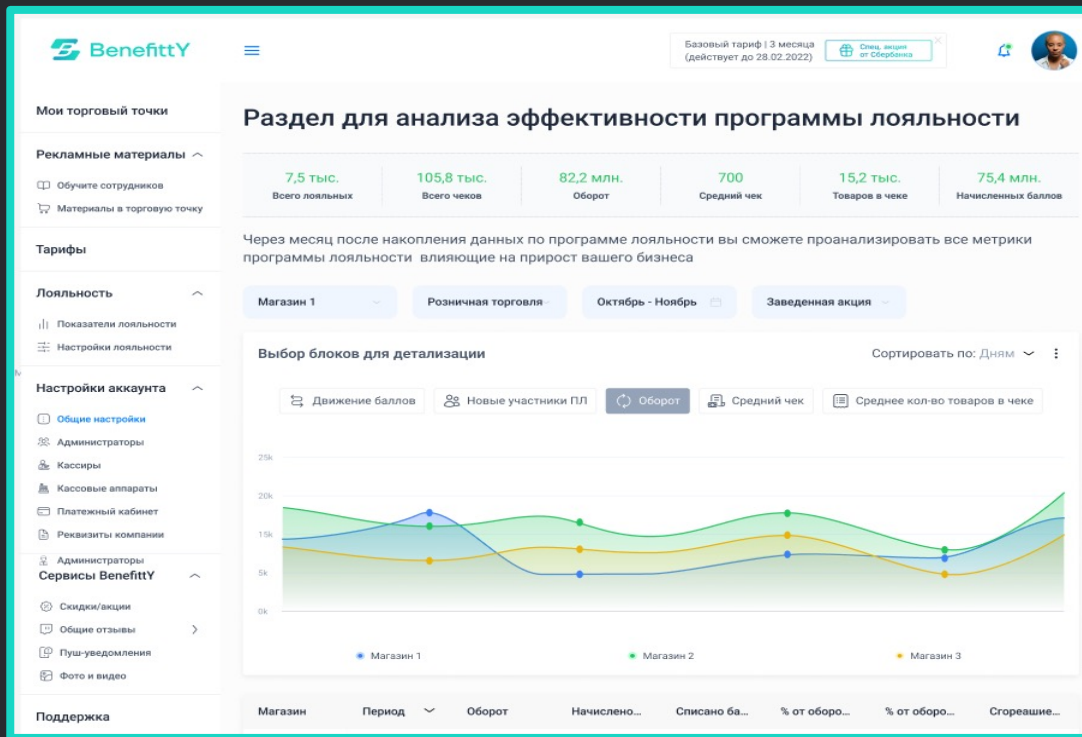 BenefittY
Базовый тариф | 3 месяца
(действует до 28.02.2022)
Спец. акция
от Сбербанка
Мои торговый точки
Рекламные материалы
Обучите сотрудников
Материалы в торговую точку
Тарифы
Лояльность
Показатели лояльности
Настройки лояльности
Настройки аккаунта
Общие настройки
Администраторы
Кассиры
Кассовые аппараты
Платежный кабинет
Реквизиты компании
Администраторы
Сервисы BenefittY
Скидки/акции
Общие отзывы
Пуш-уведомления
Фото и видео
Поддержка
Раздел для анализа эффективности программы лояльности
7,5 тыс. 105,8 тыс. 82,2 млн. 700 15,2 тыс. 75,4 млн.
Всего лояльных Всего чеков Оборот Средний чек Товаров в чеке Начисленных баллов
Через месяц после накопления данных по программе лояльности вы сможете проанализировать все метрики
программы лояльности влияющие на прирост вашего бизнеса
Магазин 1 Розничная торговля Октябрь - Ноябрь Заведенная акция
Выбор блоков для детализации Сортировать по: Дням
Движение баллов Новые участники ПЛ Оборот Средний чек Среднее кол-во товаров в чеке
25k
20k
15k
5k
0k
Магазин 1 Магазин 2 Магазин 3
Магазин Период Оборот Начислено... Списано ба... % от оборо... % от оборо... Сгореашие...